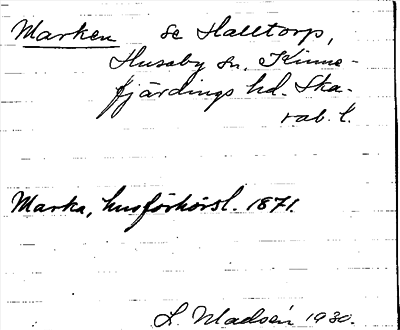 Marken se Halltorp,
Husaby sn. Kinne-
fjärdings hd. Ska-
rab. l.
Marka, husförhörsl. 1871.
L. Madsén 1930.